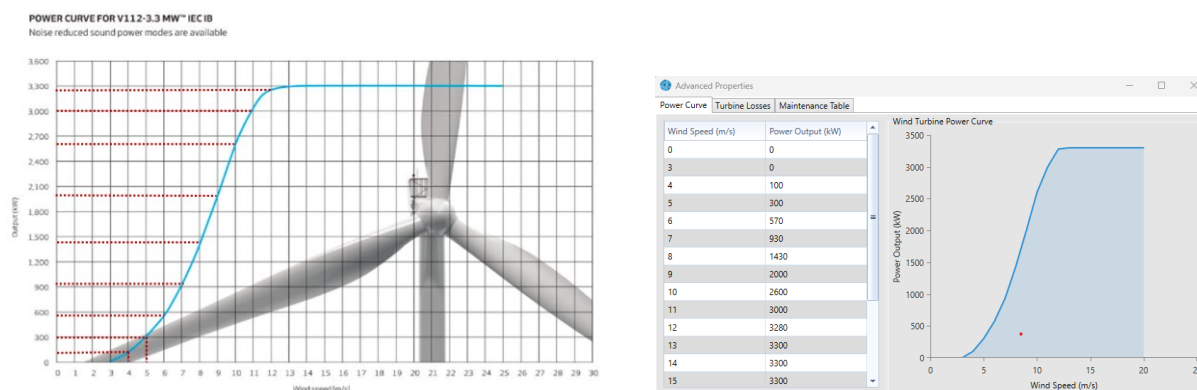 POWER CURVE FOR V112-3.3 MW™ IEC IB
Noise reduced sound power modes are available
3,600
3,300
3,000
2,700
2,400
2,100
1,800
1,500
1,200
900
600
300
0
Output (kW)
0 1 2 3 4 5 6 7 8 9 10 11 12 13 14 15 16 17 18 19 20 21 22 23 24 25 26 27 28 29 30
Wind speed (m/s)
Advanced Properties
Power Curve Turbine Losses Maintenance Table
Wind Speed (m/s) Power Output (kW)
0 0
3 0
4 100
5 300
6 570
7 930
8 1430
9 2000
10 2600
11 3000
12 3280
13 3300
14 3300
15 3300
Wind Turbine Power Curve
3500
3000
2500
2000
1500
1000
500
0
Power Output (kW)
0 5 10 15 20
Wind Speed (m/s)